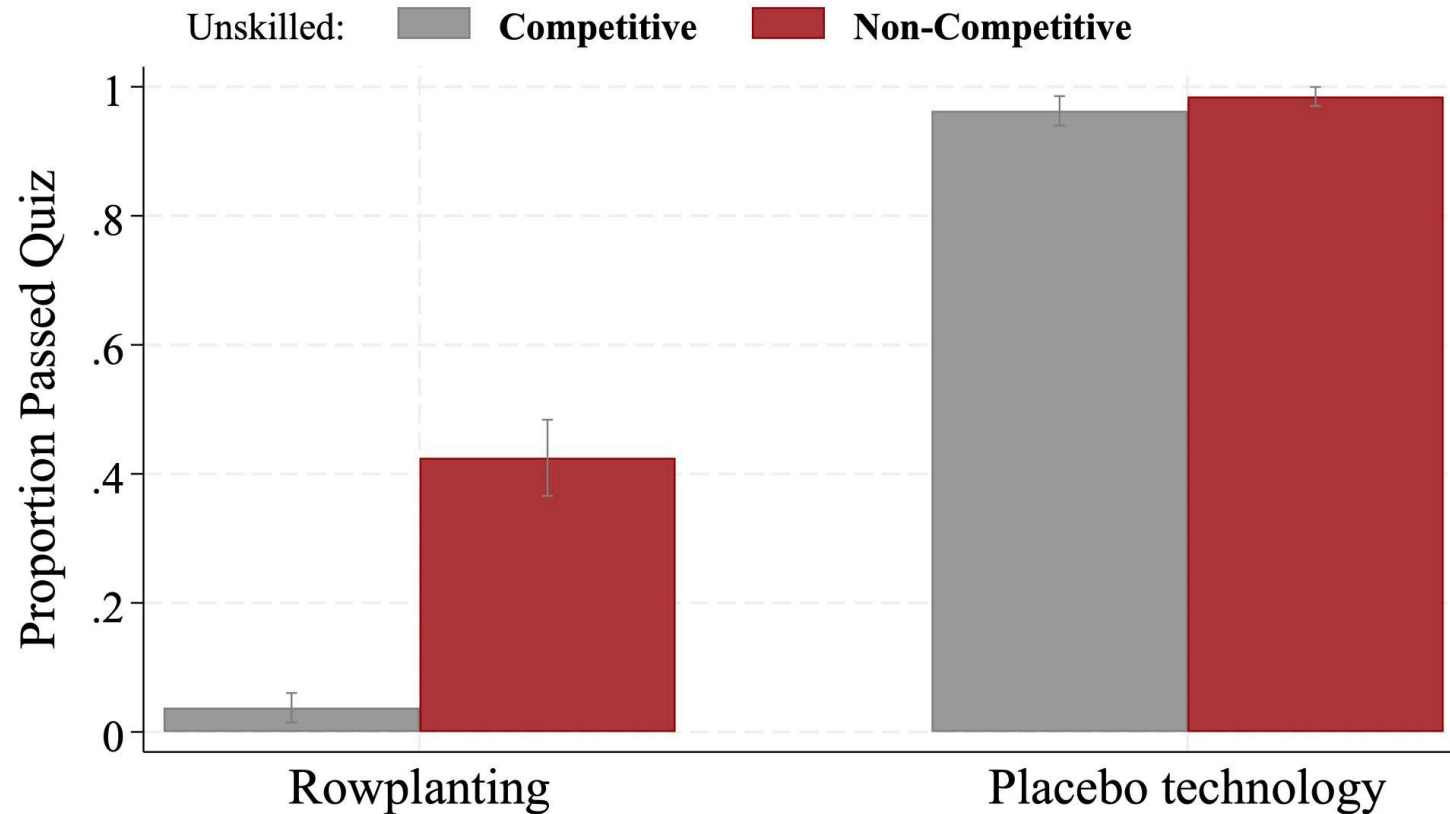 Unskilled: Competitive Non-Competitive
Proportion Passed Quiz
1
.8
.6
.4
.2
0
Rowplanting Placebo technology